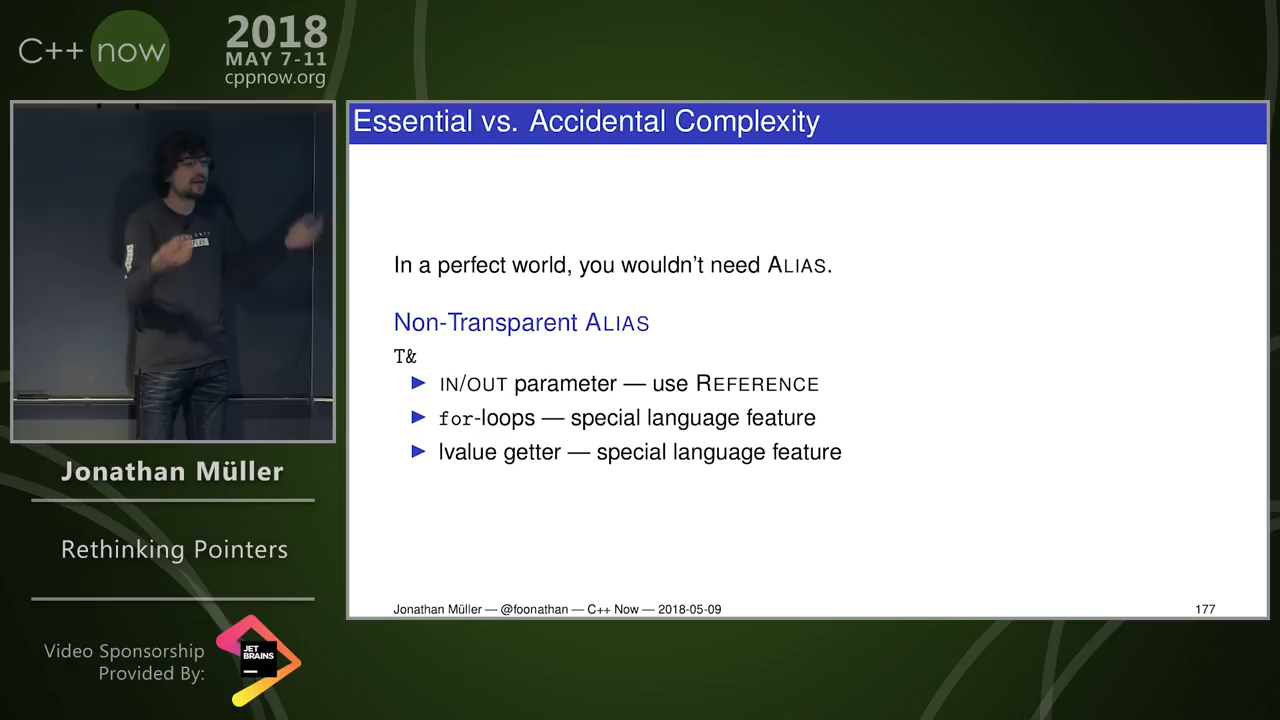 C++ now
2018
MAY 7-11
cppnow.org
Essential vs. Accidental Complexity
In a perfect world, you wouldn't need ALIAS.
Non-Transparent ALIAS
T&
IN/OUT parameter — use REFERENCE
for-loops — special language feature
lvalue getter — special language feature
Jonathan Müller — @foonathan — C++ Now — 2018-05-09
177
Jonathan Müller
Rethinking Pointers
Video Sponsorship
Provided By:
JET
BRAINS